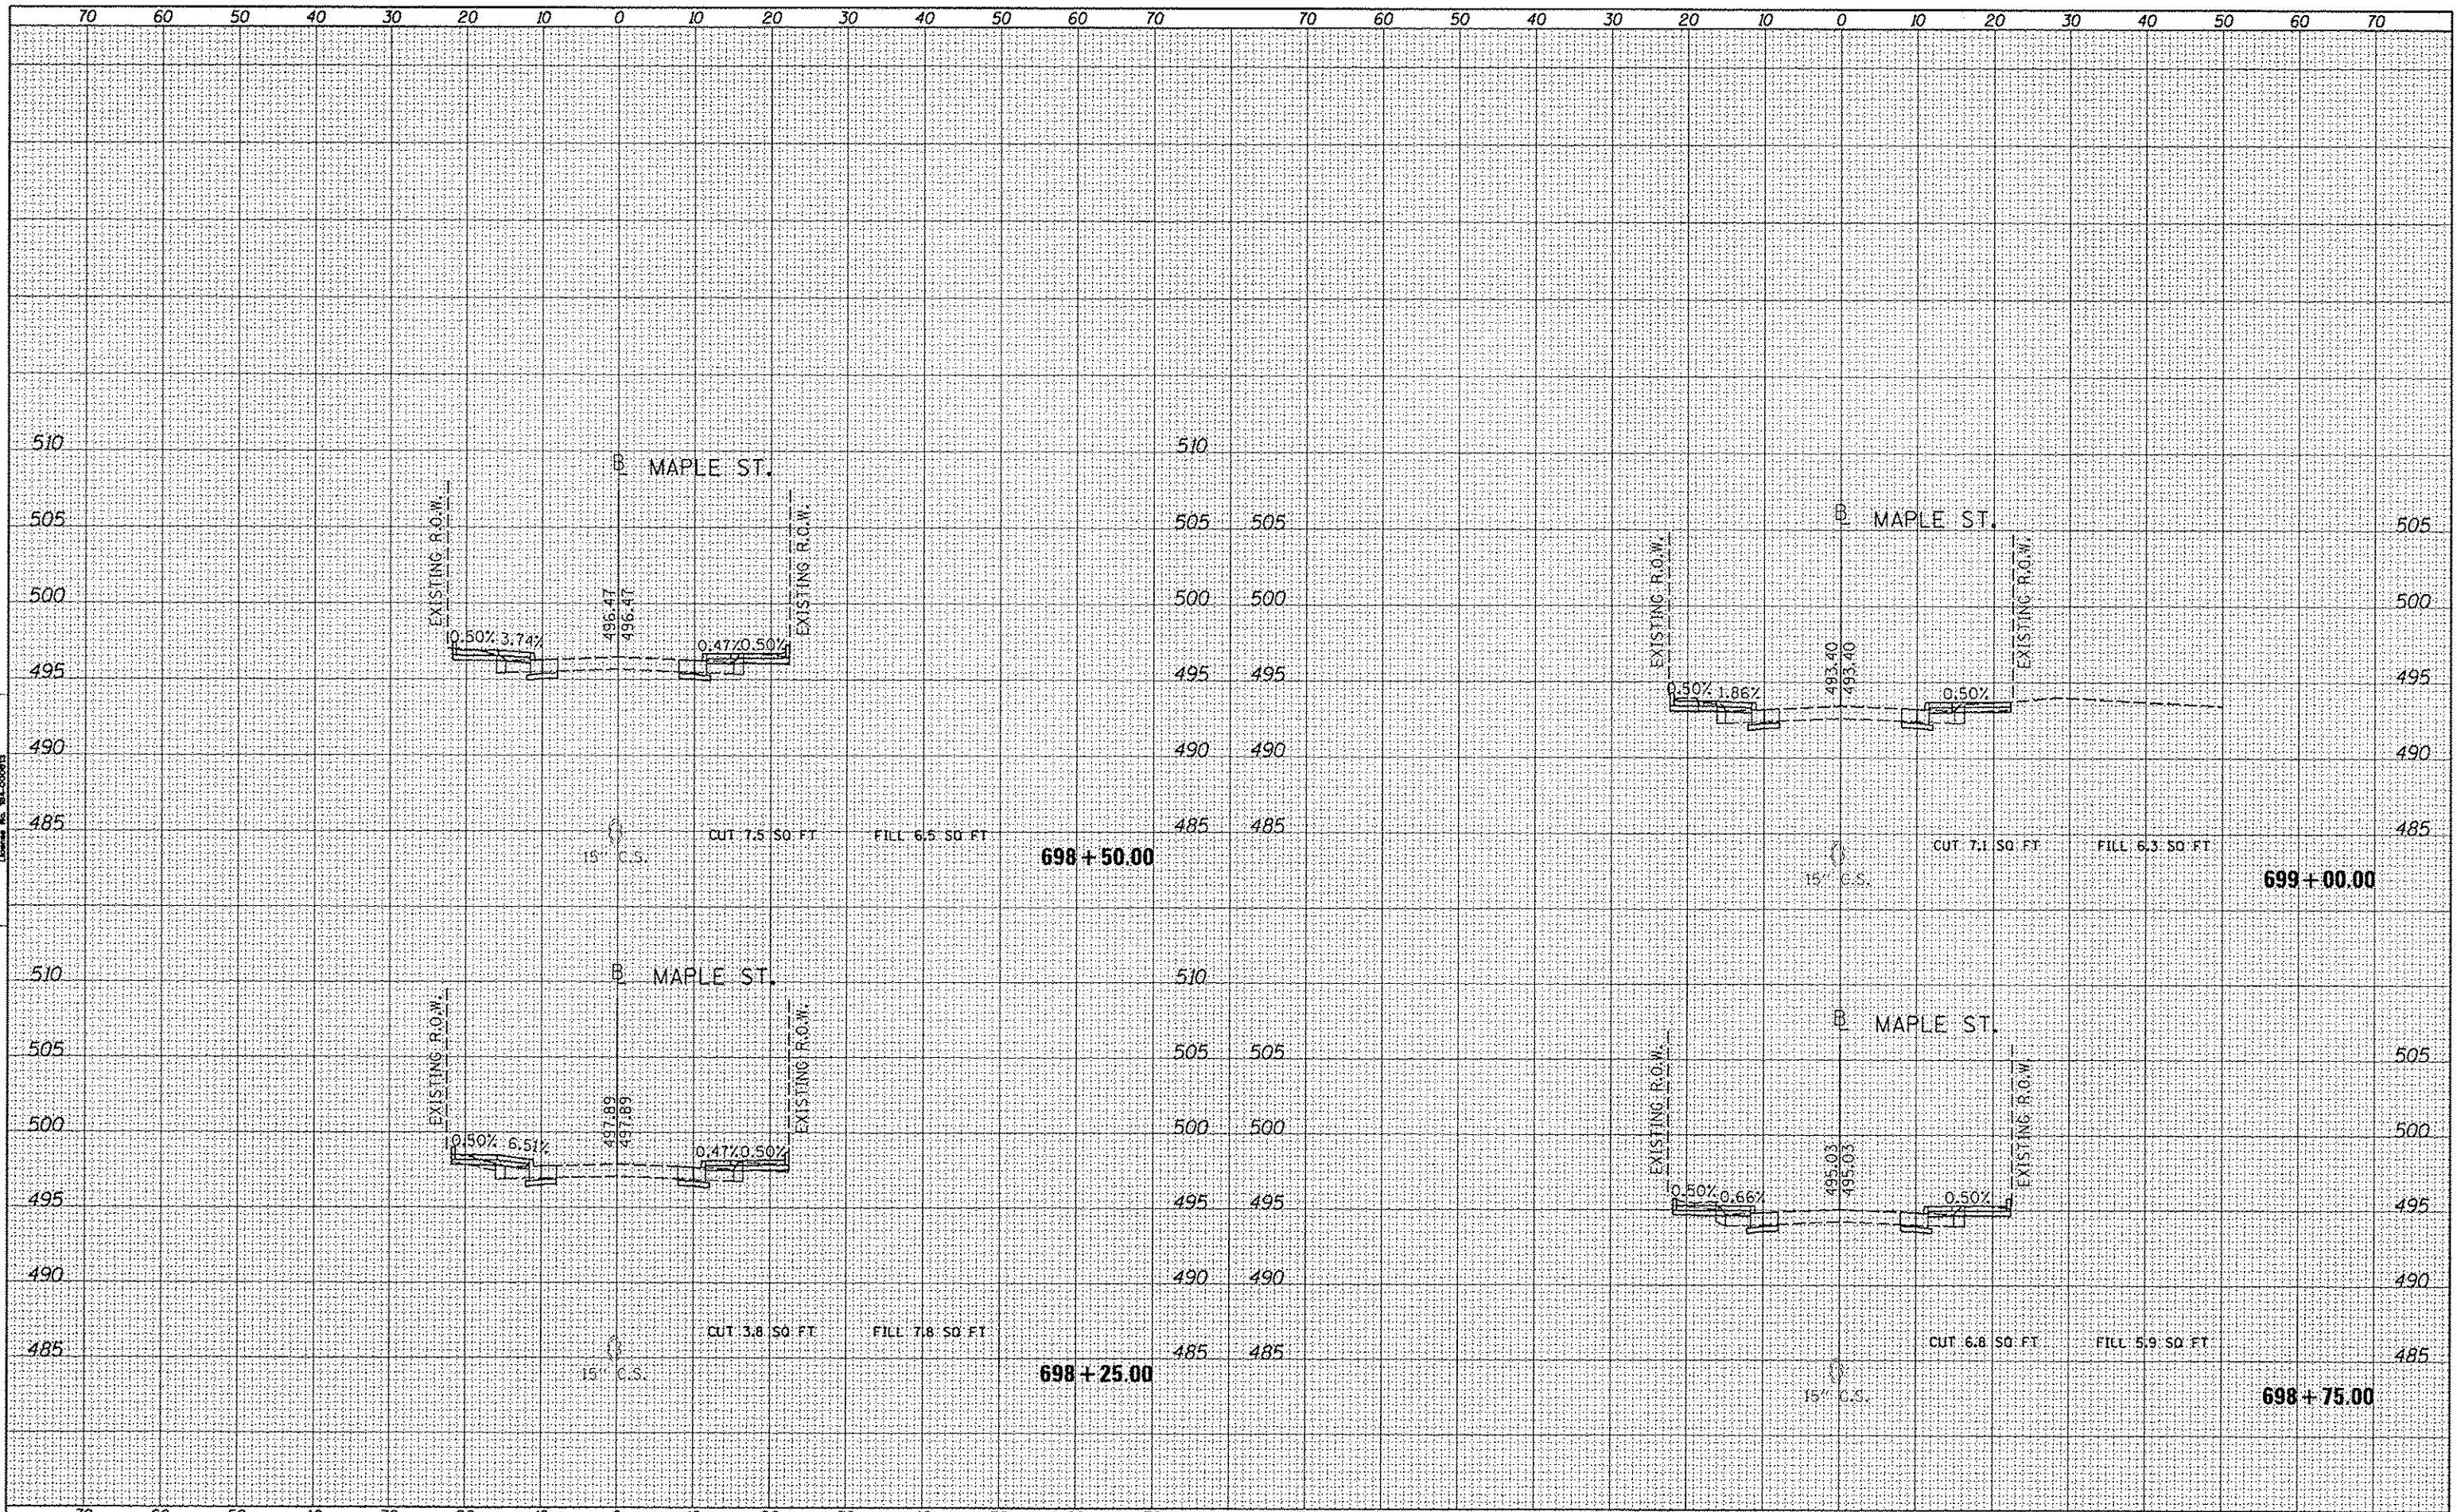 70 60 50 40 30 20 10 0 10 20 30 40 50 60 70 70 60 50 40 30 20 10 0 10 20 30 40 50 60 70
510 510
B MAPLE ST.
EXISTING R.O.W.
EXISTING R.O.W.
505 505
500 500
496.47
496.47
0.50% 3.74%
0.47% 0.50%
495 495
490 490
485 485
15" C.S.
CUT 7.5 SQ FT FILL 6.5 SQ FT
698+50.00
B MAPLE ST.
EXISTING R.O.W.
EXISTING R.O.W.
505 505
500 500
493.40
493.40
0.50% 1.86%
0.50%
495 495
490 490
485 485
15" C.S.
CUT 7.1 SQ FT FILL 6.3 SQ FT
699+00.00
510 510
B MAPLE ST.
EXISTING R.O.W.
EXISTING R.O.W.
505 505
500 500
497.89
497.89
0.50% 6.51%
0.47% 0.50%
495 495
490 490
485 485
15" C.S.
CUT 3.8 SQ FT FILL 7.8 SQ FT
698+25.00
B MAPLE ST.
EXISTING R.O.W.
EXISTING R.O.W.
505 505
500 500
495.03
495.03
0.50% 0.66%
0.50%
495 495
490 490
485 485
15" C.S.
CUT 6.8 SQ FT FILL 5.9 SQ FT
698+75.00